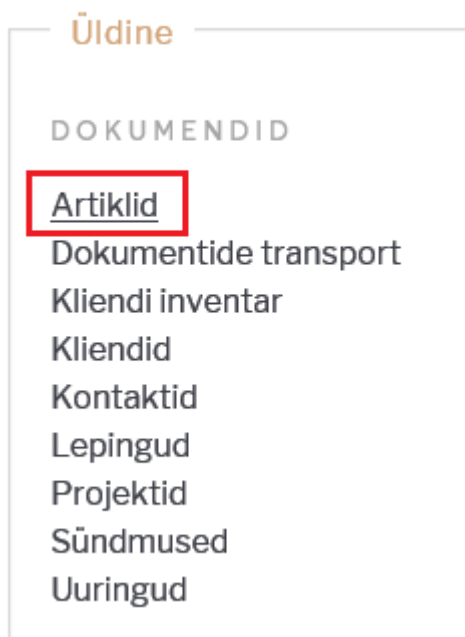 Üldine
DOKUMENDID
Artiklid
Dokumentide transport
Kliendi inventar
Kliendid
Kontaktid
Lepingud
Projektid
Sündmused
Uuringud